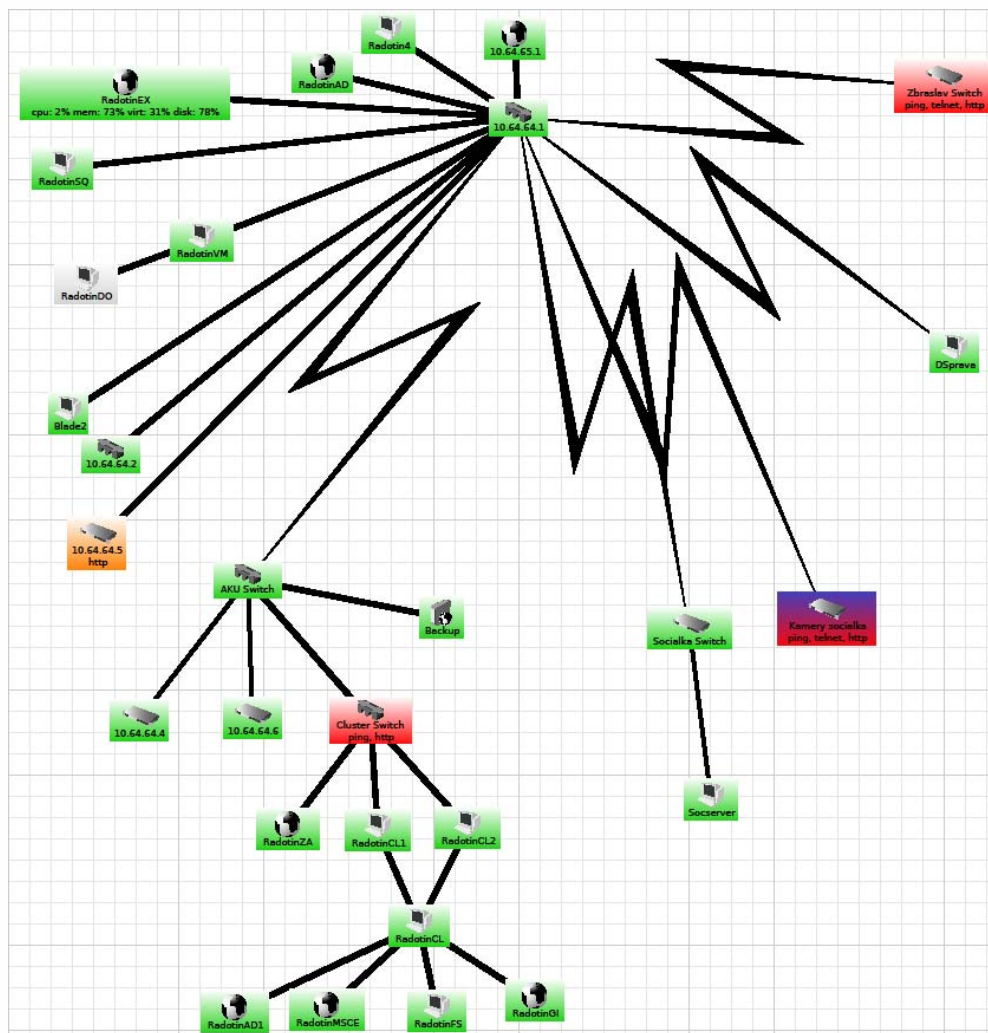 Radotin4
10.64.65.1
RadotinAD
Zbraslav Switch
ping, telnet, http
RadotinEX
cpu: 2% mem: 73% virt: 31% disk: 78%
10.64.64.1
RadotinSQ
RadotinVM
RadotinDO
DSprava
Blade2
10.64.64.2
10.64.64.5
http
AKU Switch
Backup
Socialka Switch
Kamery socialka
ping, telnet, http
10.64.64.4
10.64.64.6
Cluster Switch
ping, http
Socserver
RadotinZA
RadotinCL1
RadotinCL2
RadotinCL
RadotinAD1
RadotinMSCE
RadotinFS
RadotinGI